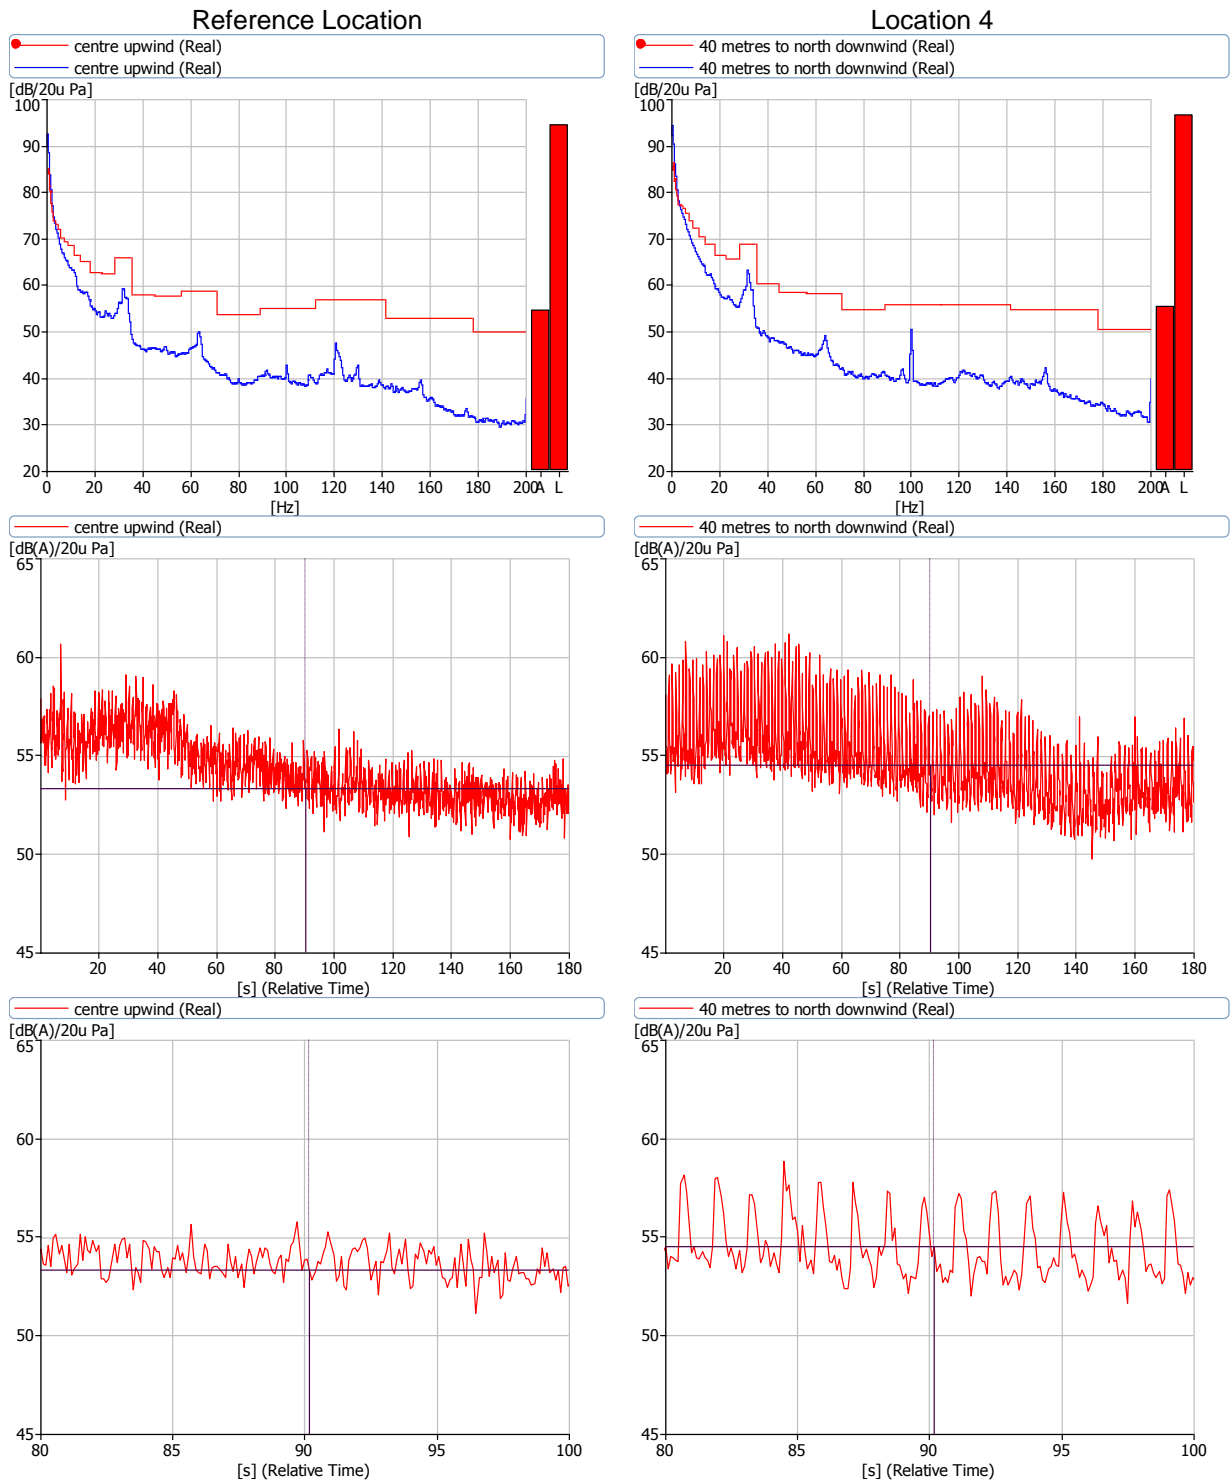 Reference Location
centre upwind (Real)
centre upwind (Real)
[dB/20u Pa]
100
90
80
70
60
50
40
30
20
0 20 40 60 80 100 120 140 160 180 200 A L
[Hz]
Location 4
40 metres to north downwind (Real)
40 metres to north downwind (Real)
[dB/20u Pa]
100
90
80
70
60
50
40
30
20
0 20 40 60 80 100 120 140 160 180 200 A L
[Hz]
centre upwind (Real)
[dB(A)/20u Pa]
65
60
55
50
45
20 40 60 80 100 120 140 160 180
[s] (Relative Time)
40 metres to north downwind (Real)
[dB(A)/20u Pa]
65
60
55
50
45
20 40 60 80 100 120 140 160 180
[s] (Relative Time)
centre upwind (Real)
[dB(A)/20u Pa]
65
60
55
50
45
80 85 90 95 100
[s] (Relative Time)
40 metres to north downwind (Real)
[dB(A)/20u Pa]
65
60
55
50
45
80 85 90 95 100
[s] (Relative Time)